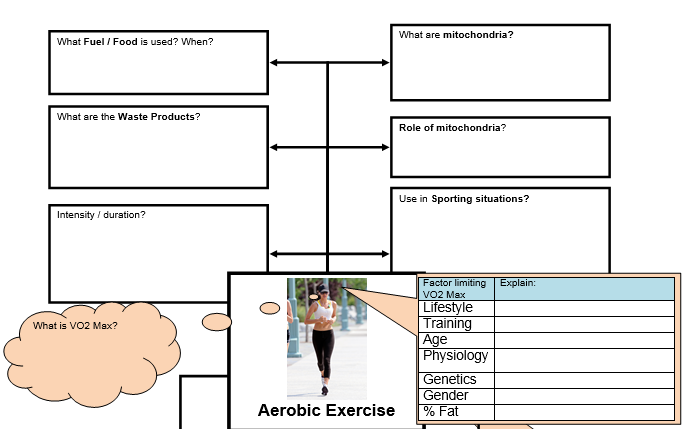 What Fuel / Food is used? When?
What are mitochondria?
What are the Waste Products?
Role of mitochondria?
Intensity / duration?
Use in Sporting situations?
What is VO2 Max?
Factor limiting
VO2 Max
Explain:
Lifestyle
Training
Age
Physiology
Genetics
Gender
% Fat
Aerobic Exercise